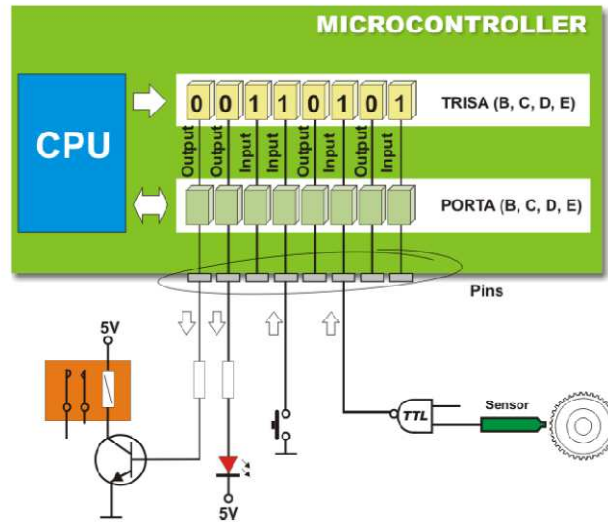 MICROCONTROLLER
0 0 1 1 0 1 0 1
TRISA (B, C, D, E)
CPU
Output Output Input Input Output Input Output Input
PORTA (B, C, D, E)
Pins
5V
TTL
Sensor
5V